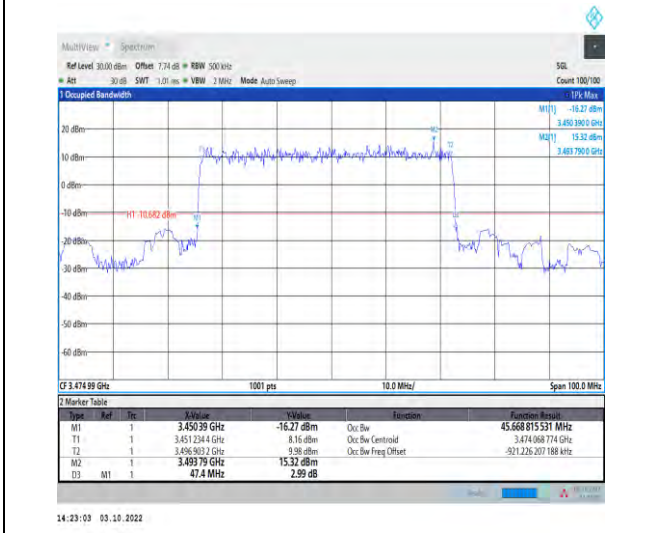 MultiView Spectrum
Ref Level 30.00 dBm Offset 7.74 dB RBW 500 kHz SGL
Att 30 dB SWT 1.01 ms VBW 2 MHz Mode Auto Sweep Count 100/100
1 Occupied Bandwidth 1Pk Max
M1[1] -16.27 dBm
3.450 390 0 GHz
M2[1] 15.32 dBm
3.493 790 0 GHz
M2
T2
20 dBm
10 dBm
0 dBm
-10 dBm
H1 -10.682 dBm
M1
-20 dBm
-30 dBm
-40 dBm
-50 dBm
-60 dBm
CF 3.474 99 GHz 1001 pts 10.0 MHz/ Span 100.0 MHz
2 Marker Table
Type Ref Trc X-Value Y-Value Function Function Result
M1 1 3.450 39 GHz -16.27 dBm Occ Bw 45.668 815 531 MHz
T1 1 3.451 234 4 GHz 8.16 dBm Occ Bw Centroid 3.474 068 774 GHz
T2 1 3.496 903 2 GHz 9.98 dBm Occ Bw Freq Offset -921.226 207 188 kHz
M2 1 3.493 79 GHz 15.32 dBm
D3 M1 1 47.4 MHz 2.99 dB
14:23:03 03.10.2022